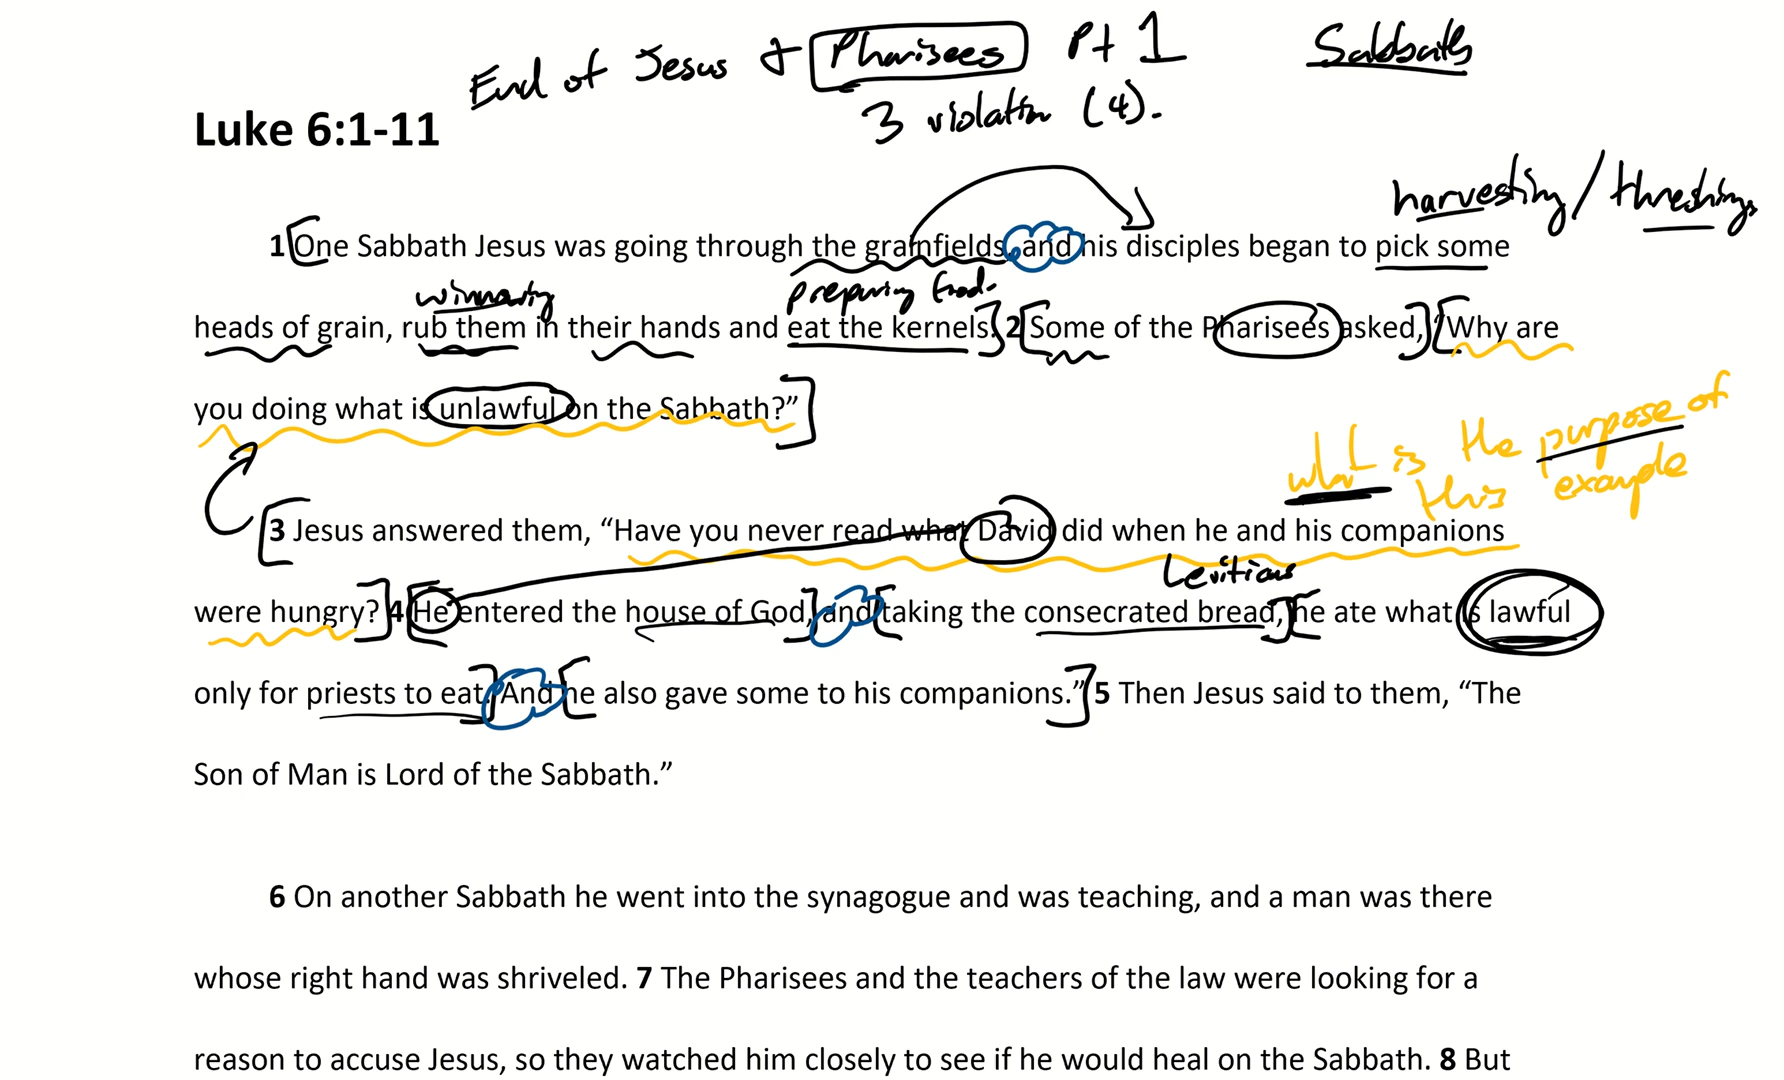 End of Jesus & Pharisees Pt 1 Sabbath
3 violation (4).
Luke 6:1-11
harvesting / threshing
1 One Sabbath Jesus was going through the grainfields, and his disciples began to pick some
winnowing preparing food.
heads of grain, rub them in their hands and eat the kernels. 2 Some of the Pharisees asked, “Why are
you doing what is unlawful on the Sabbath?”
what is the purpose of
this example
3 Jesus answered them, “Have you never read what David did when he and his companions
Leviticus
were hungry? 4 He entered the house of God, and taking the consecrated bread, he ate what is lawful
only for priests to eat. And he also gave some to his companions.” 5 Then Jesus said to them, “The
Son of Man is Lord of the Sabbath.”
6 On another Sabbath he went into the synagogue and was teaching, and a man was there
whose right hand was shriveled. 7 The Pharisees and the teachers of the law were looking for a
reason to accuse Jesus, so they watched him closely to see if he would heal on the Sabbath. 8 But